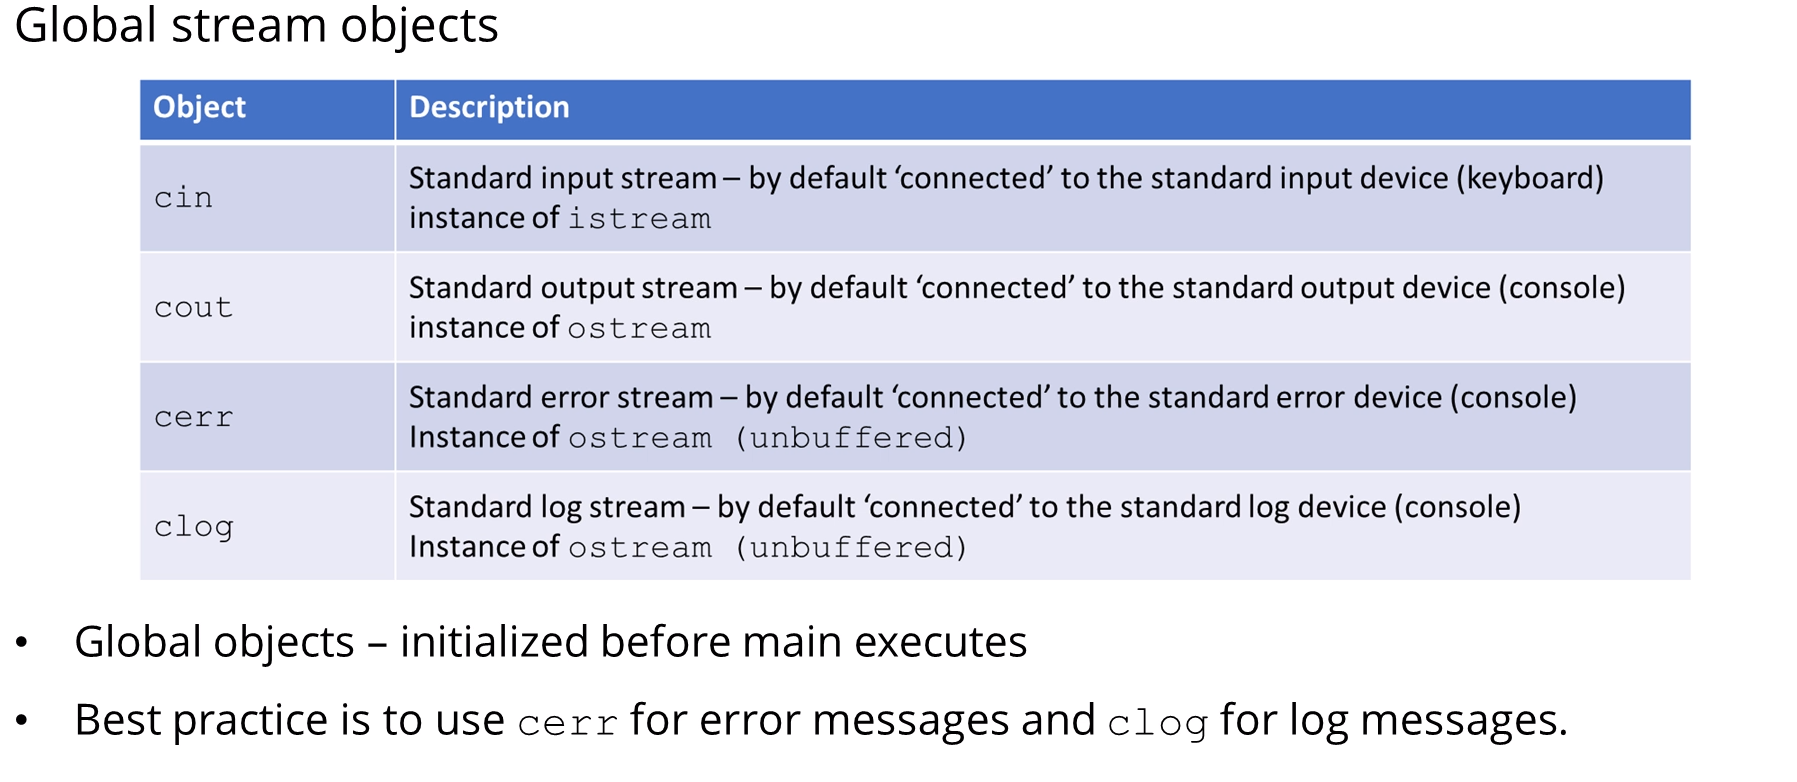 Global stream objects
Object Description
cin
Standard input stream – by default ‘connected’ to the standard input device (keyboard)
instance of istream
cout
Standard output stream – by default ‘connected’ to the standard output device (console)
instance of ostream
cerr
Standard error stream – by default ‘connected’ to the standard error device (console)
Instance of ostream (unbuffered)
clog
Standard log stream – by default ‘connected’ to the standard log device (console)
Instance of ostream (unbuffered)
• Global objects – initialized before main executes
• Best practice is to use cerr for error messages and clog for log messages.